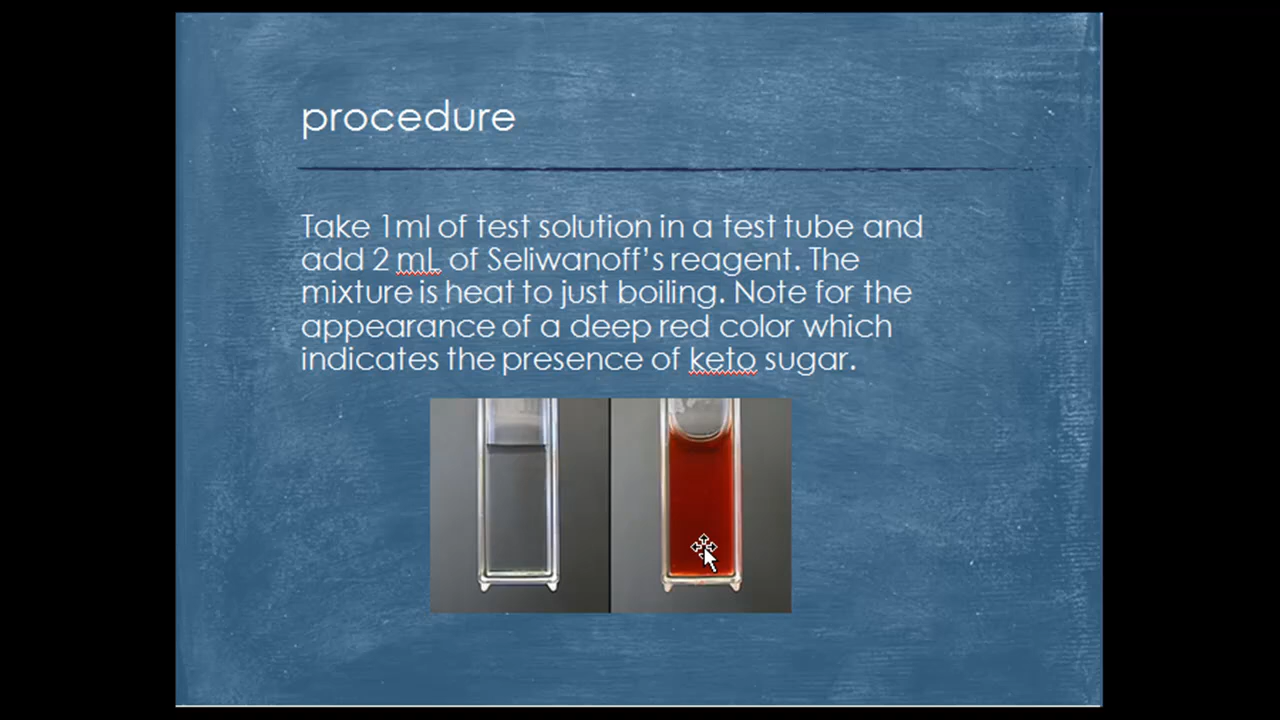 procedure
Take 1ml of test solution in a test tube and
add 2 mL of Seliwanoff's reagent. The
mixture is heat to just boiling. Note for the
appearance of a deep red color which
indicates the presence of keto sugar.